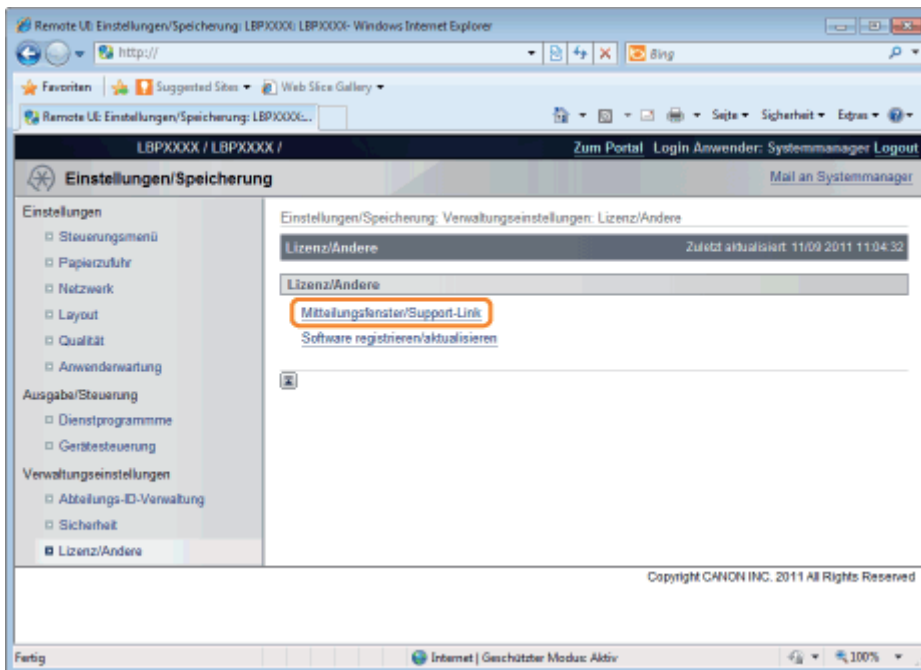 Remote UI: Einstellungen/Speicherung: LBPXXXX: LBPXXXX- Windows Internet Explorer
http://
Bing
Favoriten Suggested Sites Web Slice Gallery
Remote UI: Einstellungen/Speicherung: LBPXXXX:...
Seite Sicherheit Extras
LBPXXXX / LBPXXXX /
Zum Portal Login Anwender: Systemmanager Logout
Einstellungen/Speicherung
Mail an Systemmanager
Einstellungen
Steuerungsmenü
Papierzufuhr
Netzwerk
Layout
Qualität
Anwenderwartung
Ausgabe/Steuerung
Dienstprogrammme
Gerätesteuerung
Verwaltungseinstellungen
Abteilungs-ID-Verwaltung
Sicherheit
Lizenz/Andere
Einstellungen/Speicherung: Verwaltungseinstellungen: Lizenz/Andere
Lizenz/Andere
Zuletzt aktualisiert: 11/09 2011 11:04:32
Lizenz/Andere
Mitteilungsfenster/Support-Link
Software registrieren/aktualisieren
Copyright CANON INC. 2011 All Rights Reserved
Fertig
Internet | Geschützter Modus: Aktiv
100%